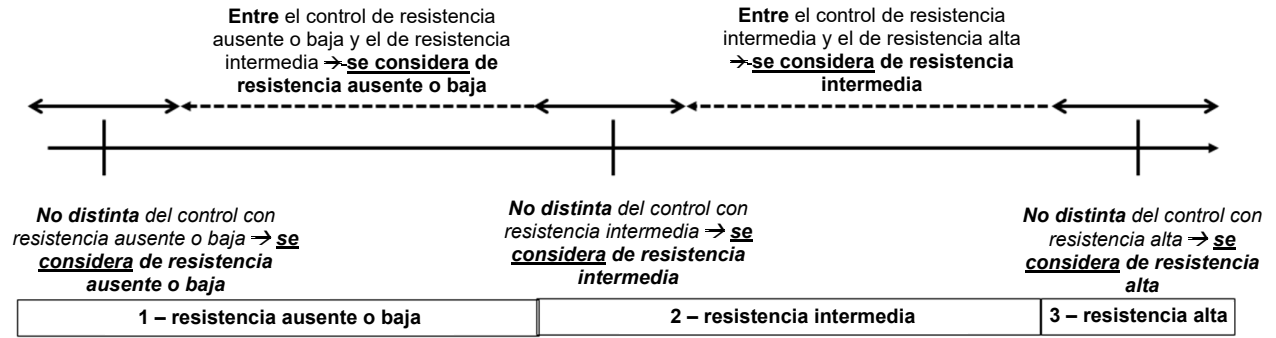 Entre el control de resistencia
ausente o baja y el de resistencia
intermedia → se considera de
resistencia ausente o baja
Entre el control de resistencia
intermedia y el de resistencia alta
→ se considera de resistencia
intermedia
No distinta del control con
resistencia ausente o baja → se
considera de resistencia
ausente o baja
No distinta del control con
resistencia intermedia → se
considera de resistencia
intermedia
No distinta del control con
resistencia alta → se
considera de resistencia
alta
1 – resistencia ausente o baja
2 – resistencia intermedia
3 – resistencia alta